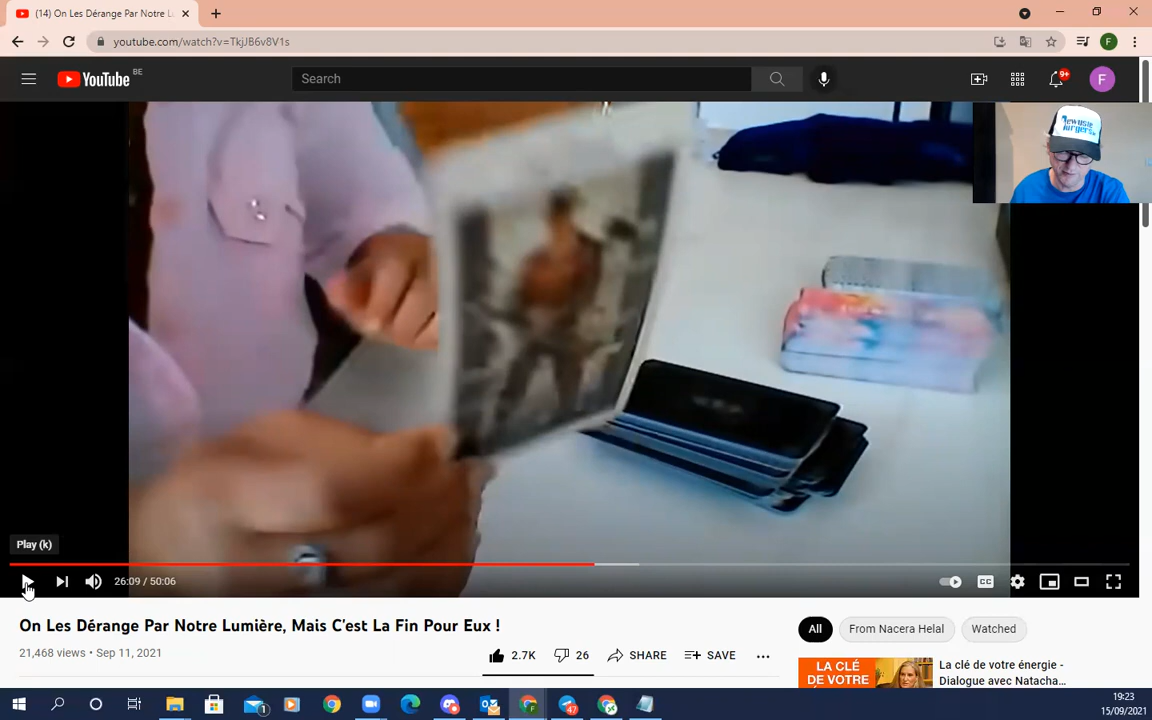 (14) On Les Dérange Par Notre L
youtube.com/watch?v=TkjJB6v8V1s
F
YouTube BE
Search
9+
F
Play (k)
26:09 / 50:06
CC
On Les Dérange Par Notre Lumière, Mais C'est La Fin Pour Eux !
21,468 views • Sep 11, 2021
2.7K
26
SHARE
SAVE
All
From Nacera Helal
Watched
LA CLÉ
DE VOTRE
La clé de votre énergie -
Dialogue avec Natacha...
1
47
19:23
15/09/2021